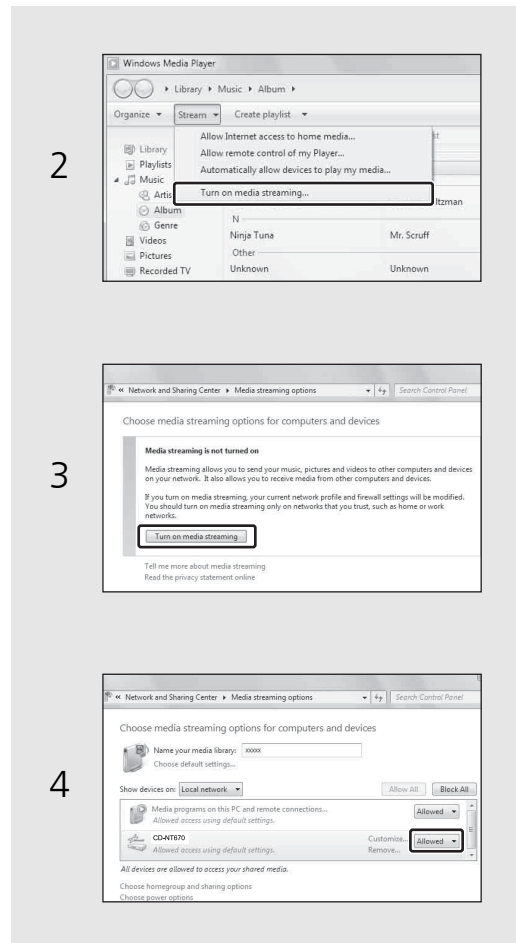 2
Windows Media Player
Library Music Album
Organize Stream Create playlist
Allow Internet access to home media...
Allow remote control of my Player...
Automatically allow devices to play my media...
Turn on media streaming...
Library
Playlists
Music
Artis
Album
Genre
Videos
Pictures
Recorded TV
ltzman
N
Ninja Tuna Mr. Scruff
Other
Unknown Unknown
3
« Network and Sharing Center Media streaming options Search Control Panel
Choose media streaming options for computers and devices
Media streaming is not turned on
Media streaming allows you to send your music, pictures and videos to other computers and devices
on your network. It also allows you to receive media from other computers and devices.
If you turn on media streaming, your current network profile and firewall settings will be modified.
You should turn on media streaming only on networks that you trust, such as home or work
networks.
Turn on media streaming
Tell me more about media streaming
Read the privacy statement online
4
« Network and Sharing Center Media streaming options Search Control Panel
Choose media streaming options for computers and devices
Name your media library: xxxxx
Choose default settings...
Show devices on: Local network Allow All Block All
Media programs on this PC and remote connections... Allowed
Allowed access using default settings.
CD-NT670 Customize... Allowed
Allowed access using default settings. Remove...
All devices are allowed to access your shared media.
Choose homegroup and sharing options
Choose power options